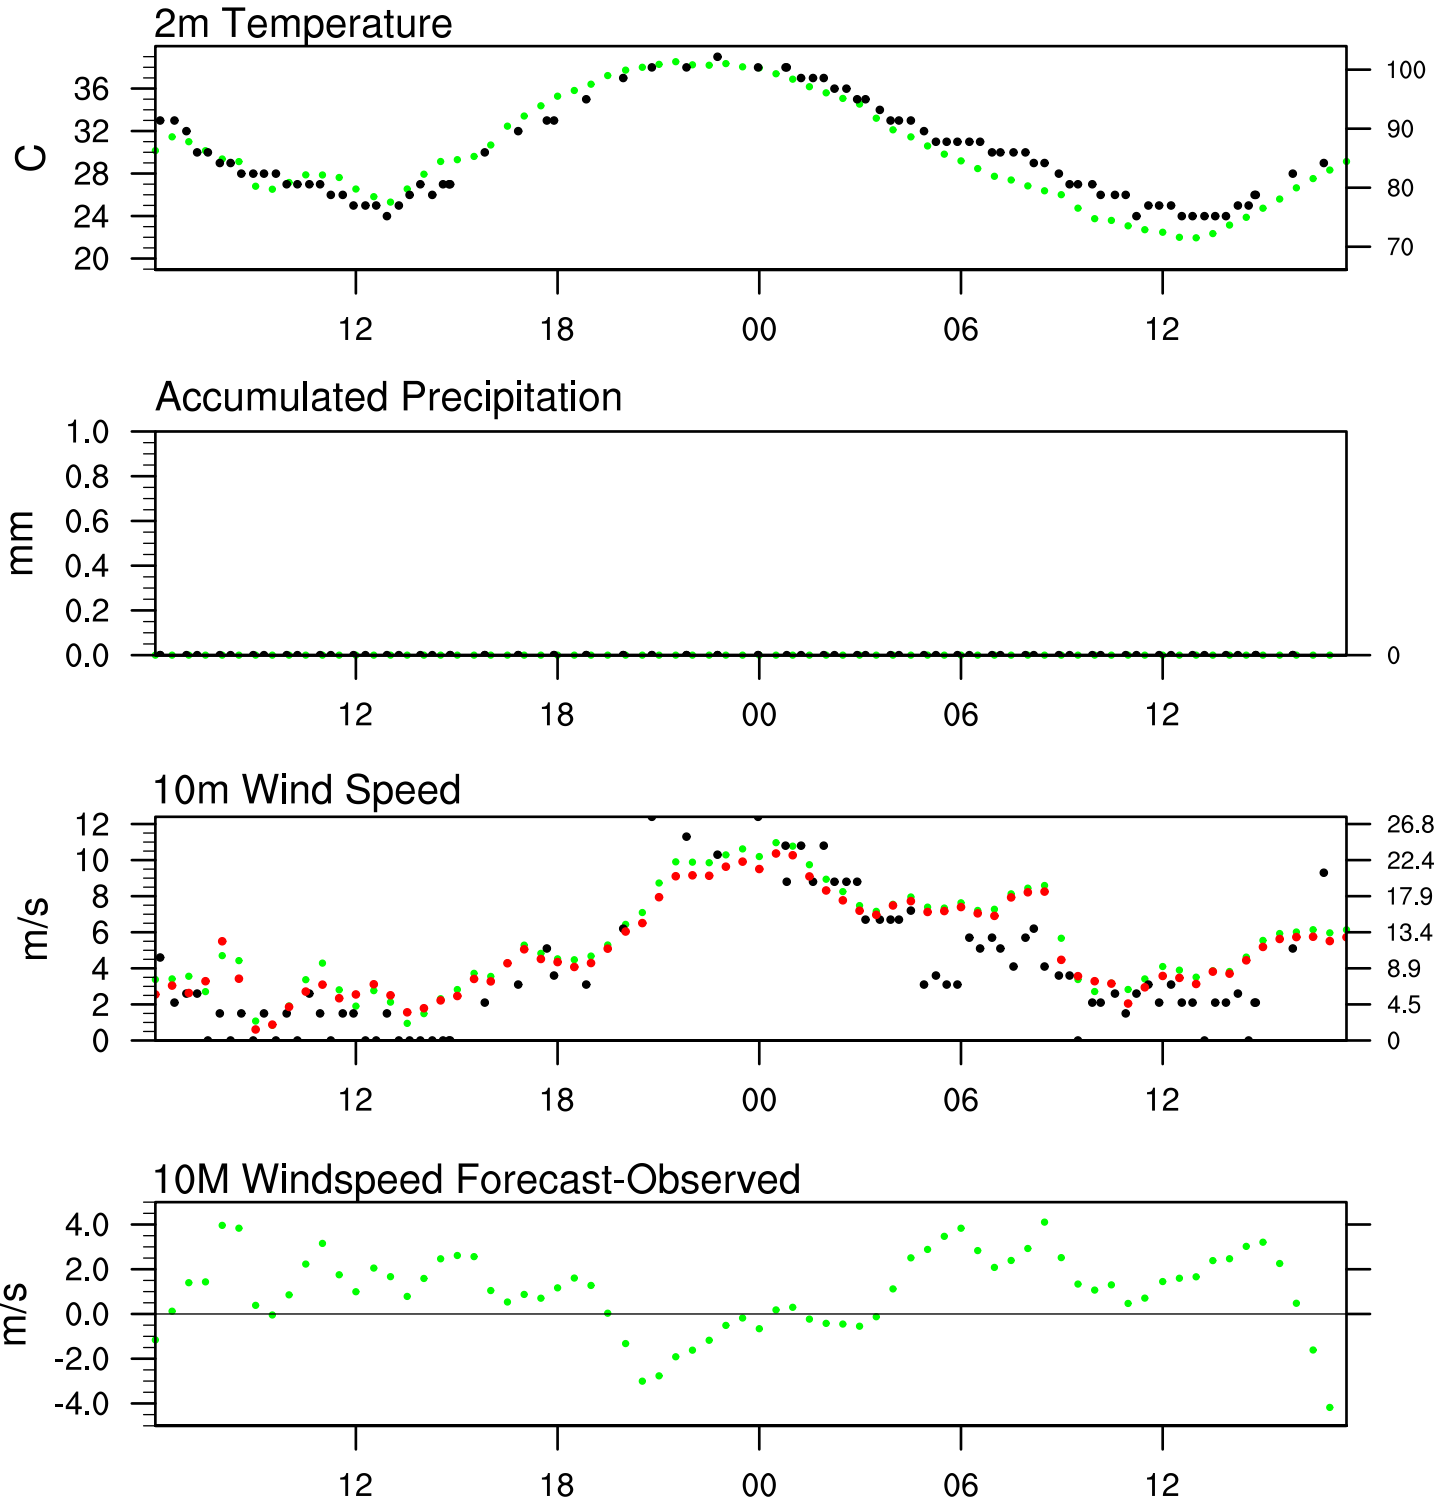 2m Temperature
C
36
32
28
24
20
100
90
80
70
12 18 00 06 12
Accumulated Precipitation
mm
1.0
0.8
0.6
0.4
0.2
0.0
0
12 18 00 06 12
10m Wind Speed
m/s
12
10
8
6
4
2
0
26.8
22.4
17.9
13.4
8.9
4.5
0
12 18 00 06 12
10M Windspeed Forecast-Observed
m/s
4.0
2.0
0.0
-2.0
-4.0
12 18 00 06 12